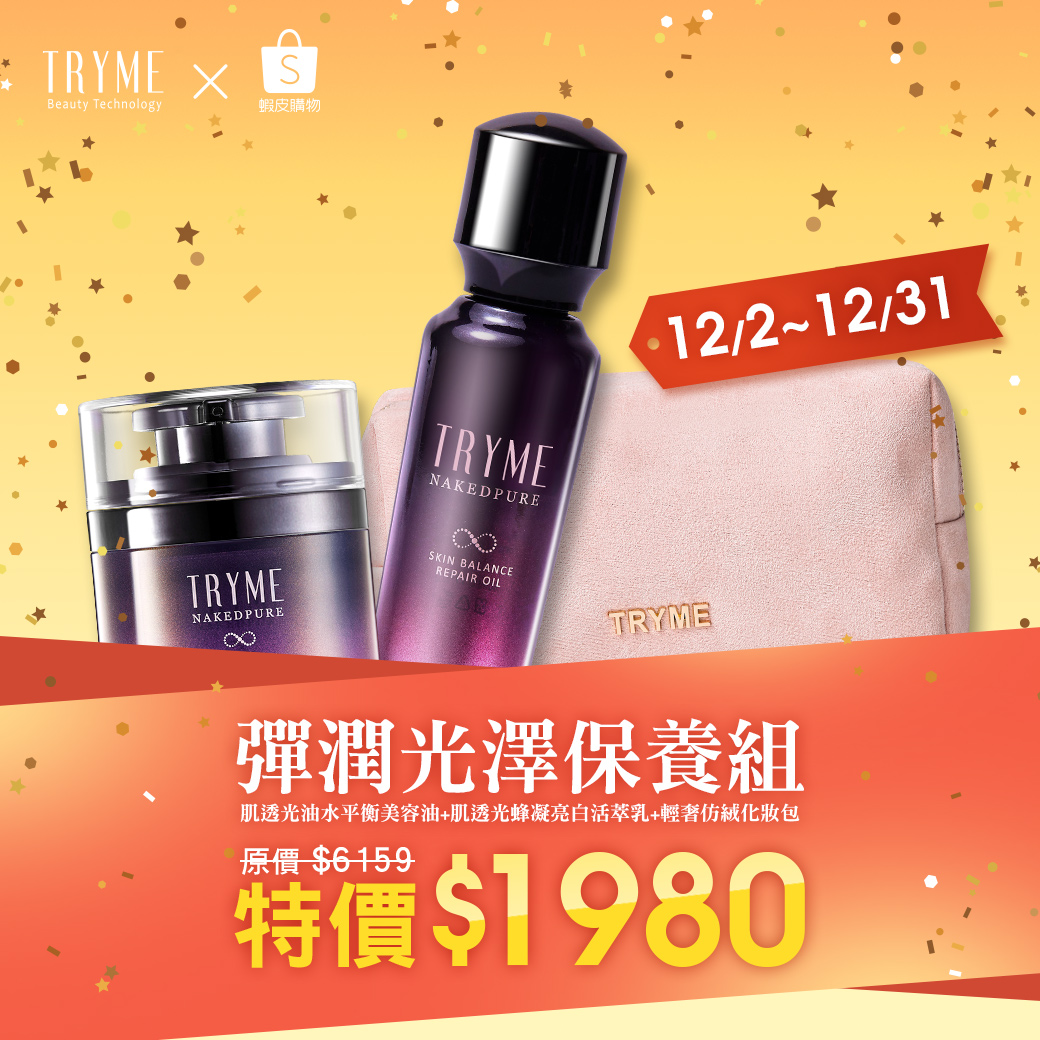 TRYME
Beauty Technology
S
蝦皮購物
12/2~12/31
TRYME
NAKEDPURE
SKIN BALANCE
REPAIR OIL
TRYME
NAKEDPURE
TRYME
彈潤光澤保養組
肌透光油水平衡美容油+肌透光蜂凝亮白活萃乳+輕奢仿絨化妝包
原價 $6159
特價$1980